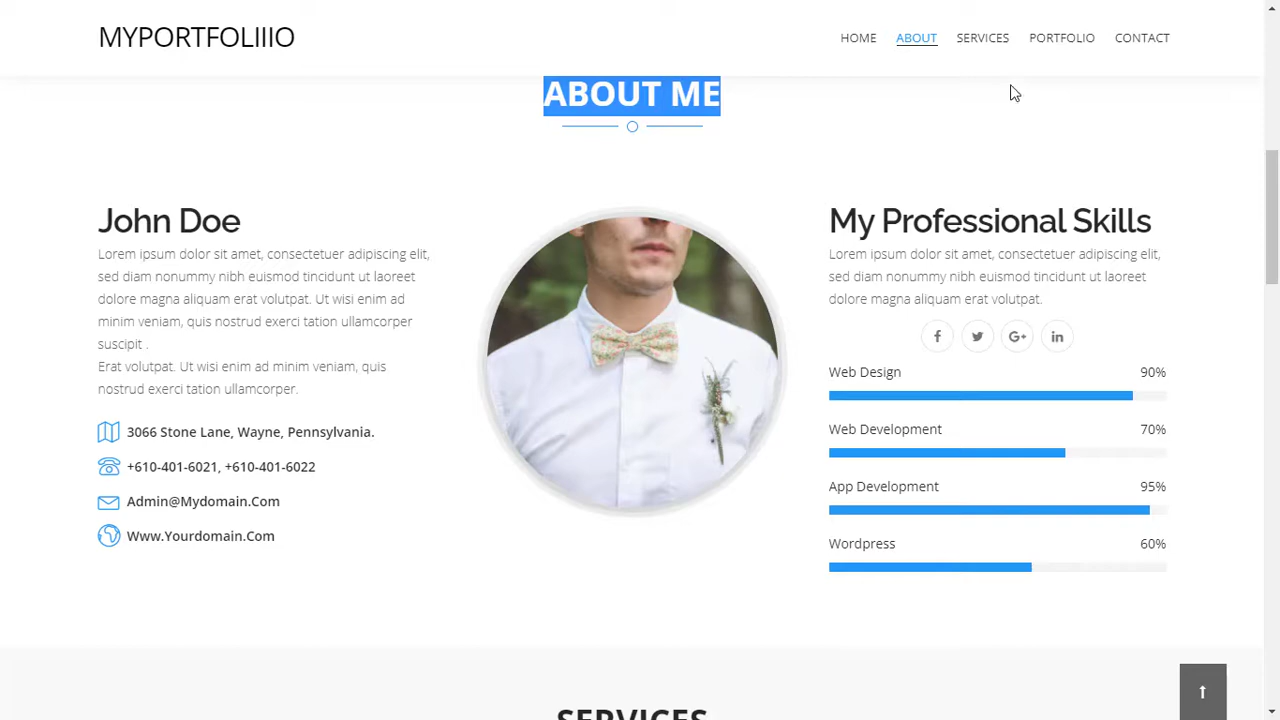 MYPORTFOLIIIO
HOME ABOUT SERVICES PORTFOLIO CONTACT
ABOUT ME
John Doe
Lorem ipsum dolor sit amet, consectetuer adipiscing elit,
sed diam nonummy nibh euismod tincidunt ut laoreet
dolore magna aliquam erat volutpat. Ut wisi enim ad
minim veniam, quis nostrud exerci tation ullamcorper
suscipit .
Erat volutpat. Ut wisi enim ad minim veniam, quis
nostrud exerci tation ullamcorper.
3066 Stone Lane, Wayne, Pennsylvania.
+610-401-6021, +610-401-6022
Admin@Mydomain.Com
Www.Yourdomain.Com
My Professional Skills
Lorem ipsum dolor sit amet, consectetuer adipiscing elit,
sed diam nonummy nibh euismod tincidunt ut laoreet
dolore magna aliquam erat volutpat.
Web Design 90%
Web Development 70%
App Development 95%
Wordpress 60%
SERVICES